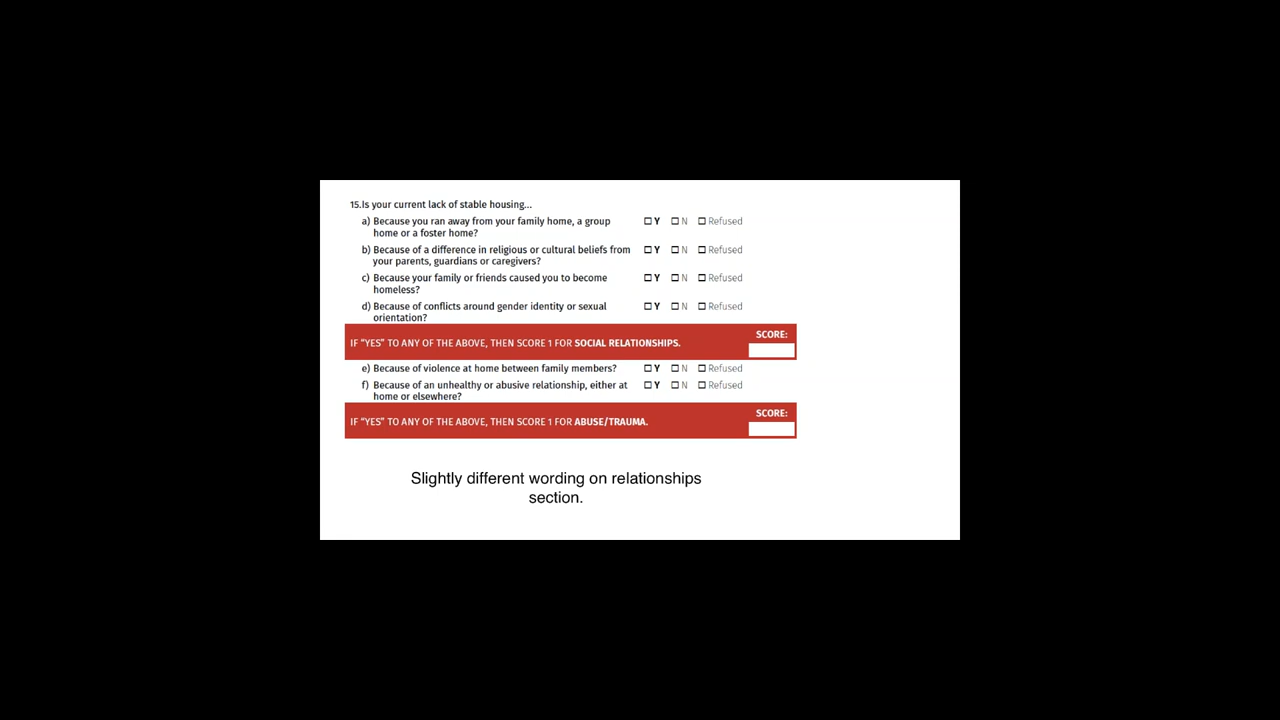 15.Is your current lack of stable housing...
a) Because you ran away from your family home, a group ☐ Y ☐ N ☐ Refused
home or a foster home?
b) Because of a difference in religious or cultural beliefs from ☐ Y ☐ N ☐ Refused
your parents, guardians or caregivers?
c) Because your family or friends caused you to become ☐ Y ☐ N ☐ Refused
homeless?
d) Because of conflicts around gender identity or sexual ☐ Y ☐ N ☐ Refused
orientation?
SCORE:
IF "YES" TO ANY OF THE ABOVE, THEN SCORE 1 FOR SOCIAL RELATIONSHIPS.
e) Because of violence at home between family members? ☐ Y ☐ N ☐ Refused
f) Because of an unhealthy or abusive relationship, either at ☐ Y ☐ N ☐ Refused
home or elsewhere?
SCORE:
IF "YES" TO ANY OF THE ABOVE, THEN SCORE 1 FOR ABUSE/TRAUMA.
Slightly different wording on relationships
section.